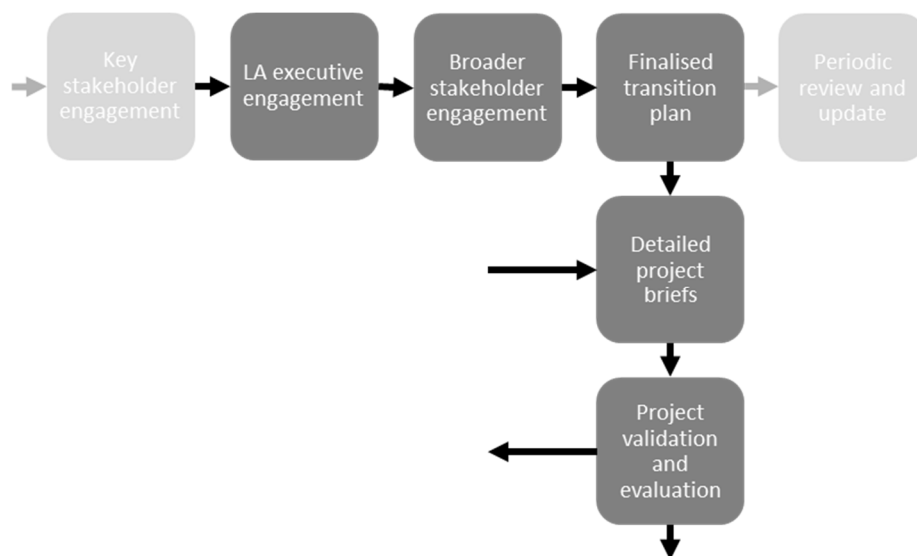 Key
stakeholder
engagement
LA executive
engagement
Broader
stakeholder
engagement
Finalised
transition
plan
Periodic
review and
update
Detailed
project
briefs
Project
validation
and
evaluation